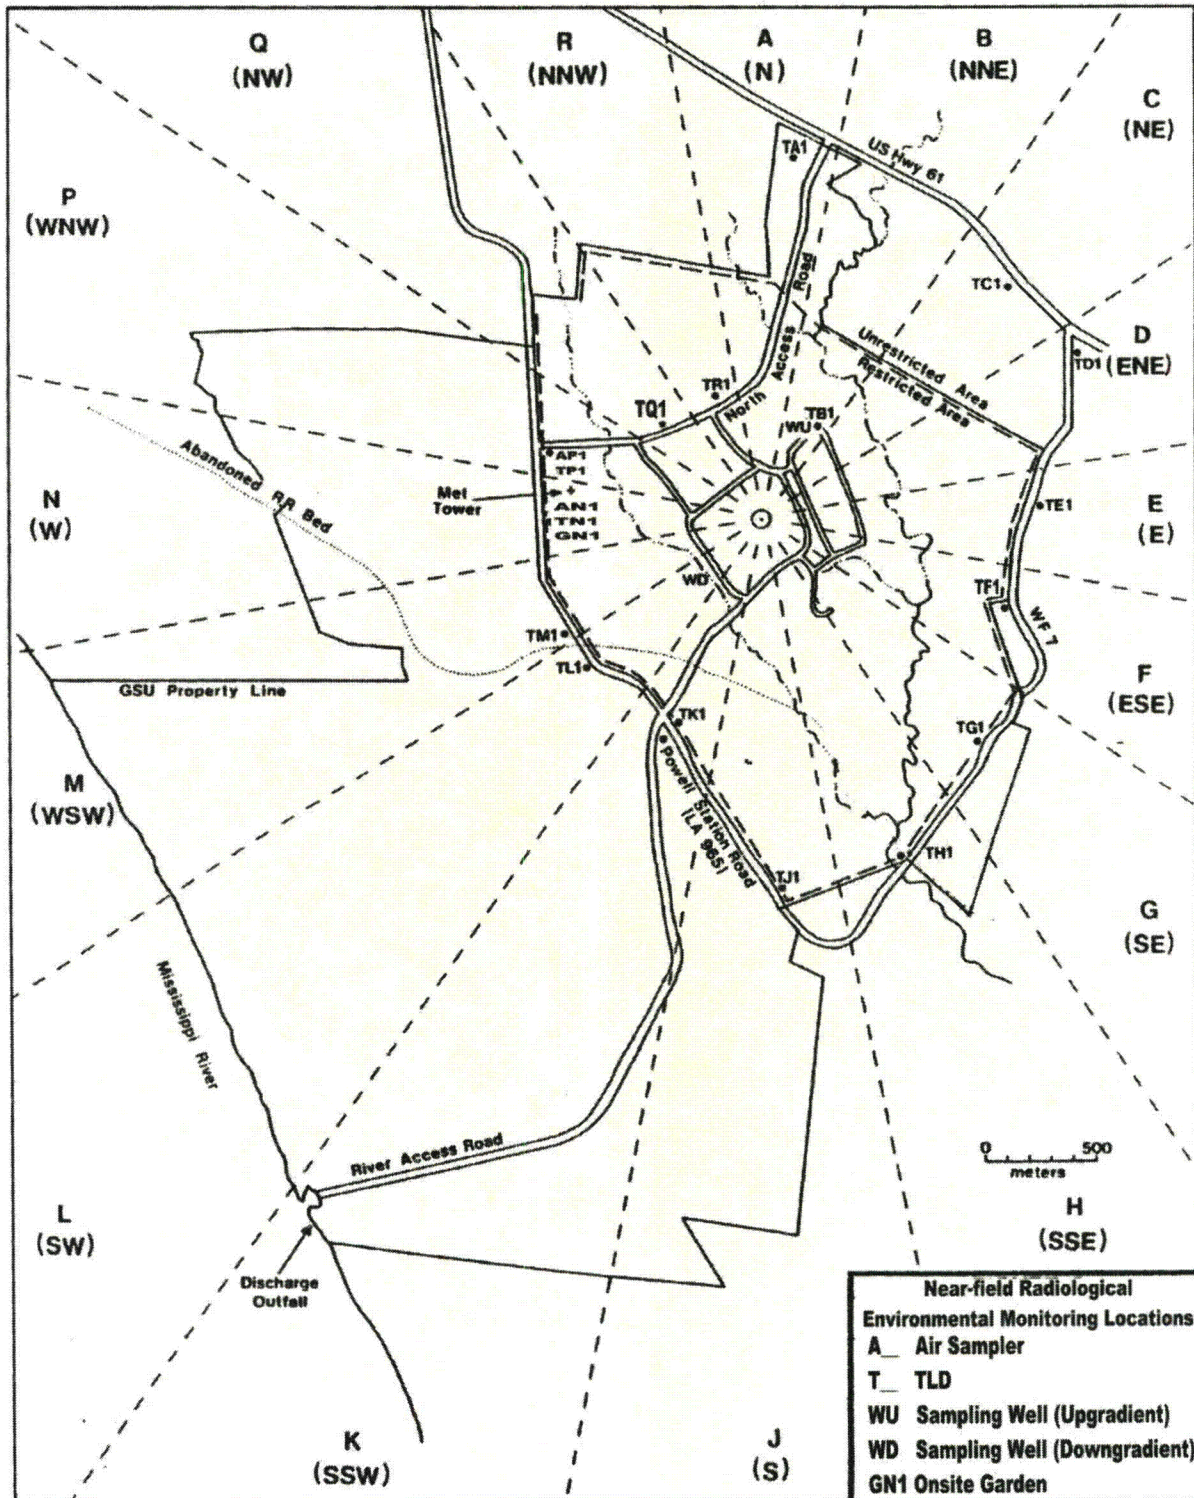 Q
(NW)
R
(NNW)
A
(N)
B
(NNE)
C
(NE)
TA1
US Hwy 61
P
(WNW)
TC1
North Access Road
Unrestricted Area
Restricted Area
D
(ENE)
TD1
TR1
TQ1
TB1
WU
Abandoned RR Bed
AP1
TP1
Met
Tower
AN1
TN1
GN1
N
(W)
E
(E)
TE1
WD
TF1
WF 7
TM1
TL1
GSU Property Line
F
(ESE)
TK1
TG1
M
(WSW)
Powell Station Road
(LA 965)
TH1
TJ1
G
(SE)
Mississippi River
River Access Road
0 500
meters
L
(SW)
H
(SSE)
Discharge
Outfall
K
(SSW)
J
(S)
Near-field Radiological
Environmental Monitoring Locations
A__ Air Sampler
T__ TLD
WU Sampling Well (Upgradient)
WD Sampling Well (Downgradient)
GN1 Onsite Garden